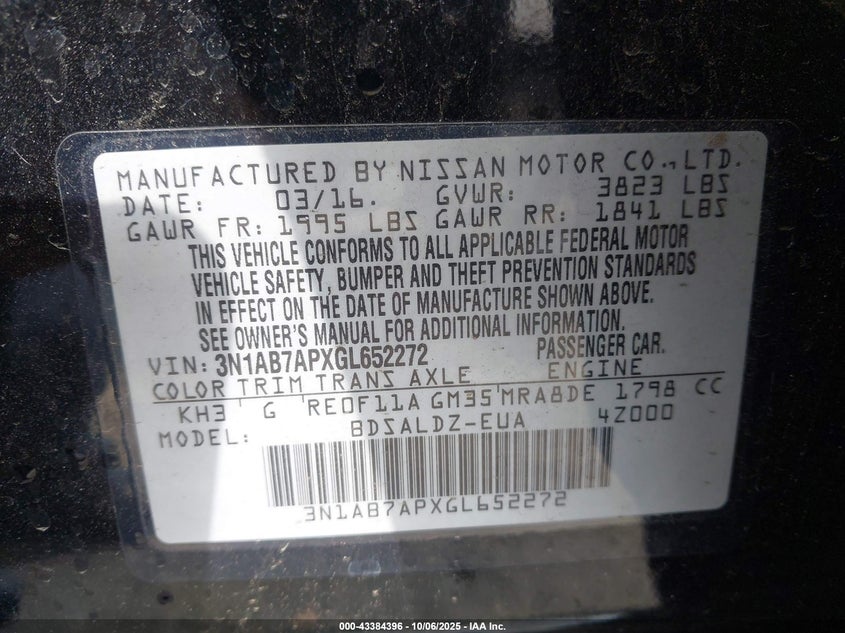 MANUFACTURED BY NISSAN MOTOR CO., LTD.
DATE: 03/16. GVWR: 3823 LBS
GAWR FR: 1995 LBS GAWR RR: 1841 LBS
THIS VEHICLE CONFORMS TO ALL APPLICABLE FEDERAL MOTOR
VEHICLE SAFETY, BUMPER AND THEFT PREVENTION STANDARDS
IN EFFECT ON THE DATE OF MANUFACTURE SHOWN ABOVE.
SEE OWNER'S MANUAL FOR ADDITIONAL INFORMATION.
VIN: 3N1AB7APXGL652272 PASSENGER CAR.
COLOR TRIM TRANS AXLE ENGINE
KH3 G RE0F11A GM35 MRA8DE 1798 CC
MODEL: BDSALDZ-EUA 4Z000
3N1AB7APXGL652272
000-43384396 - 10/06/2025 - IAA Inc.